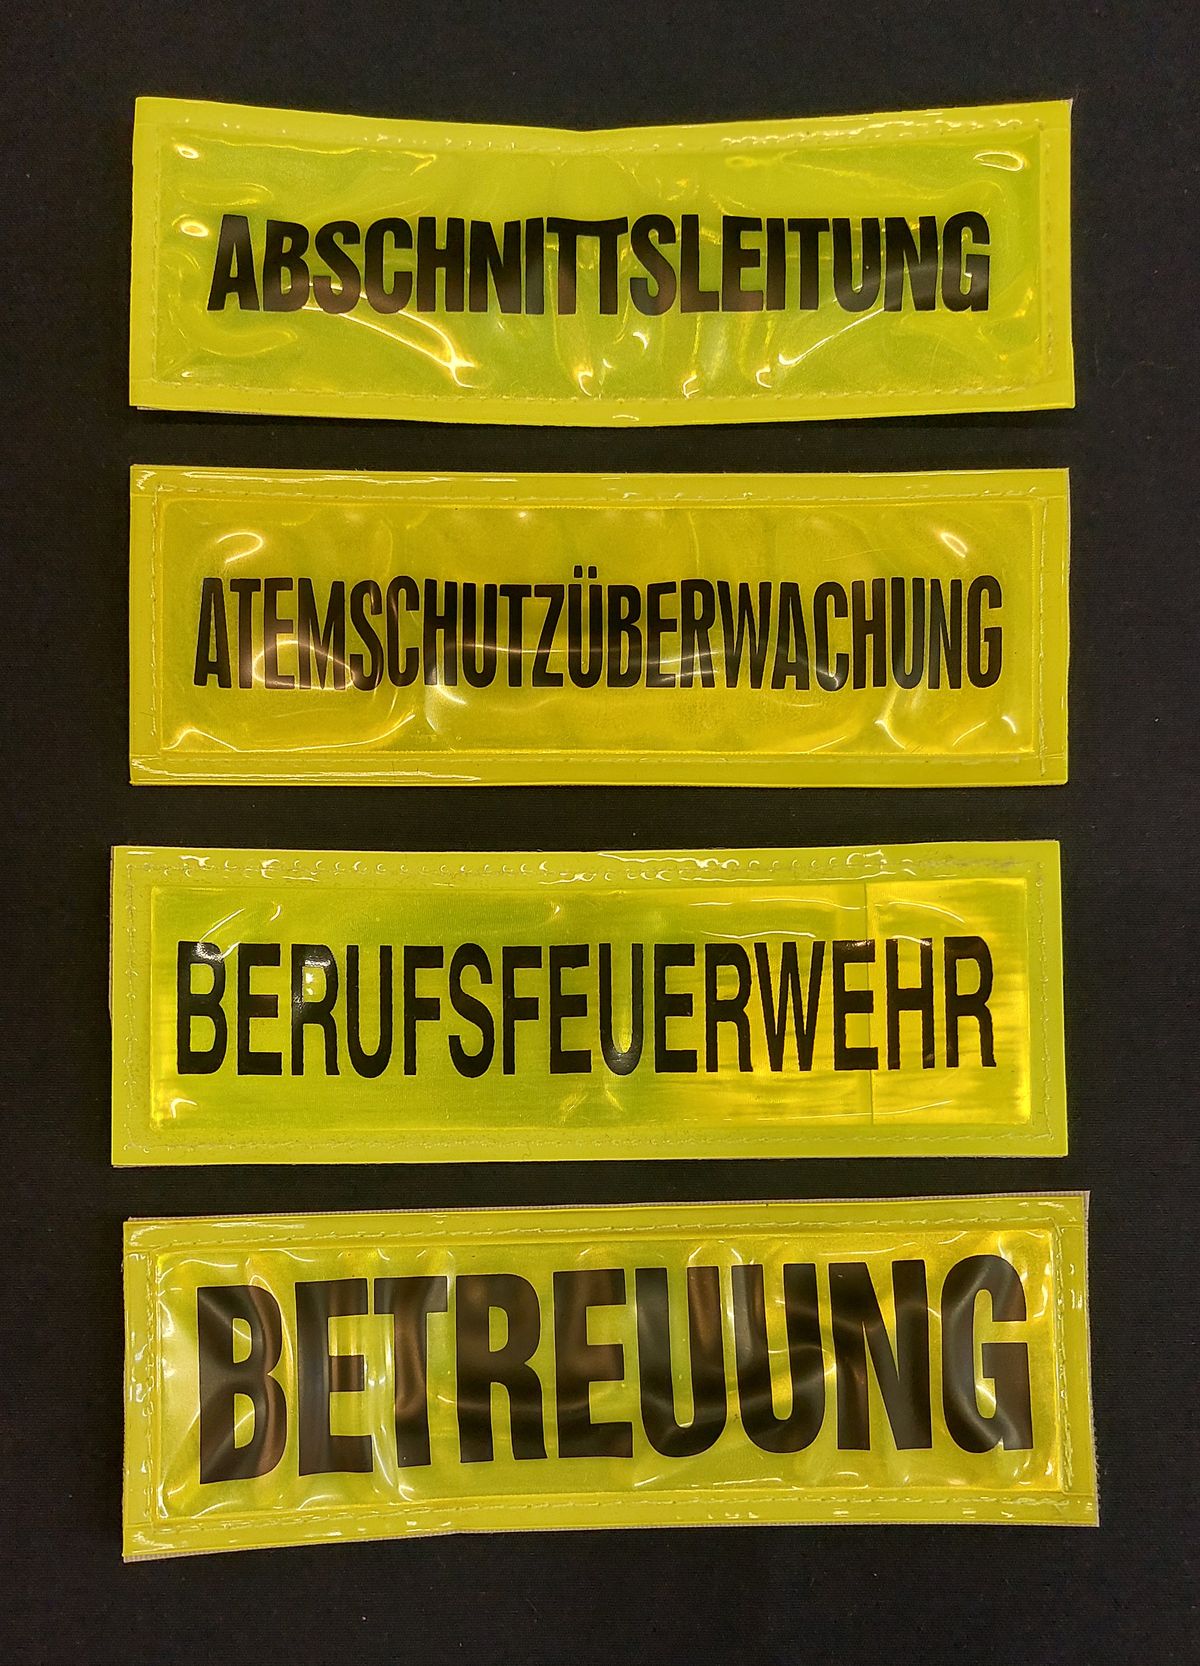 ABSCHNITTSLEITUNG
ATEMSCHUTZÜBERWACHUNG
BERUFSFEUERWEHR
BETREUUNG